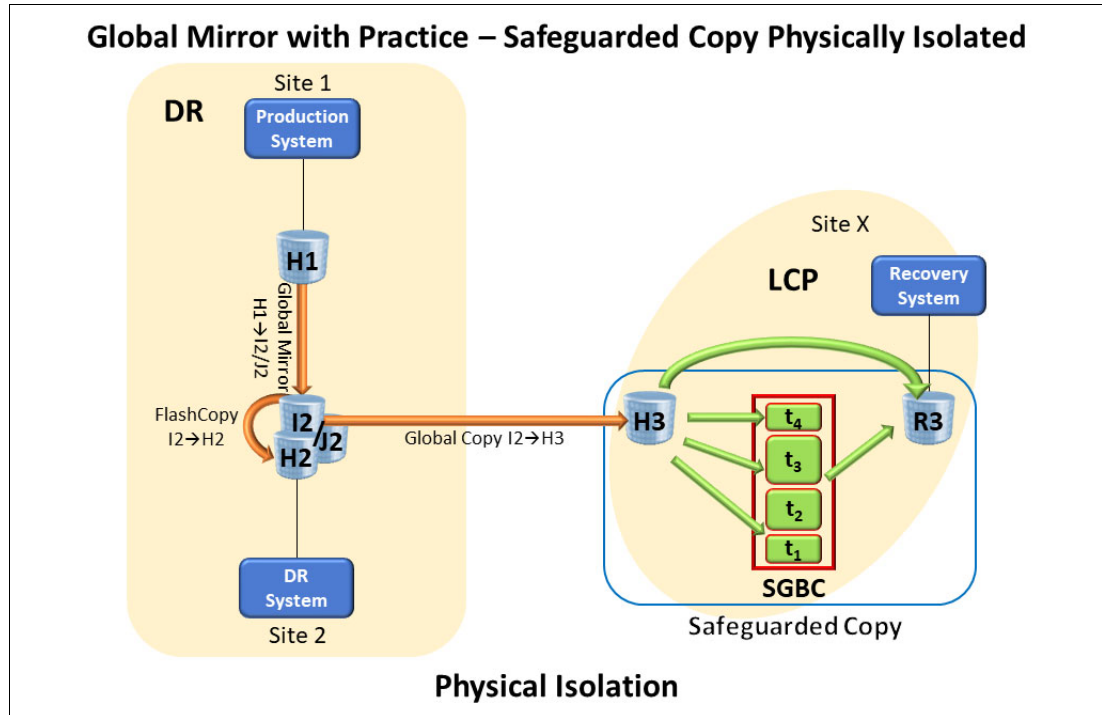 Global Mirror with Practice – Safeguarded Copy Physically Isolated
DR
Site 1
Production
System
H1
Global Mirror
H1→I2/J2
FlashCopy
I2→H2
I2
/J2
H2
Global Copy I2→H3
DR
System
Site 2
Site X
LCP
Recovery
System
H3
t4
t3
t2
t1
R3
SGBC
Safeguarded Copy
Physical Isolation